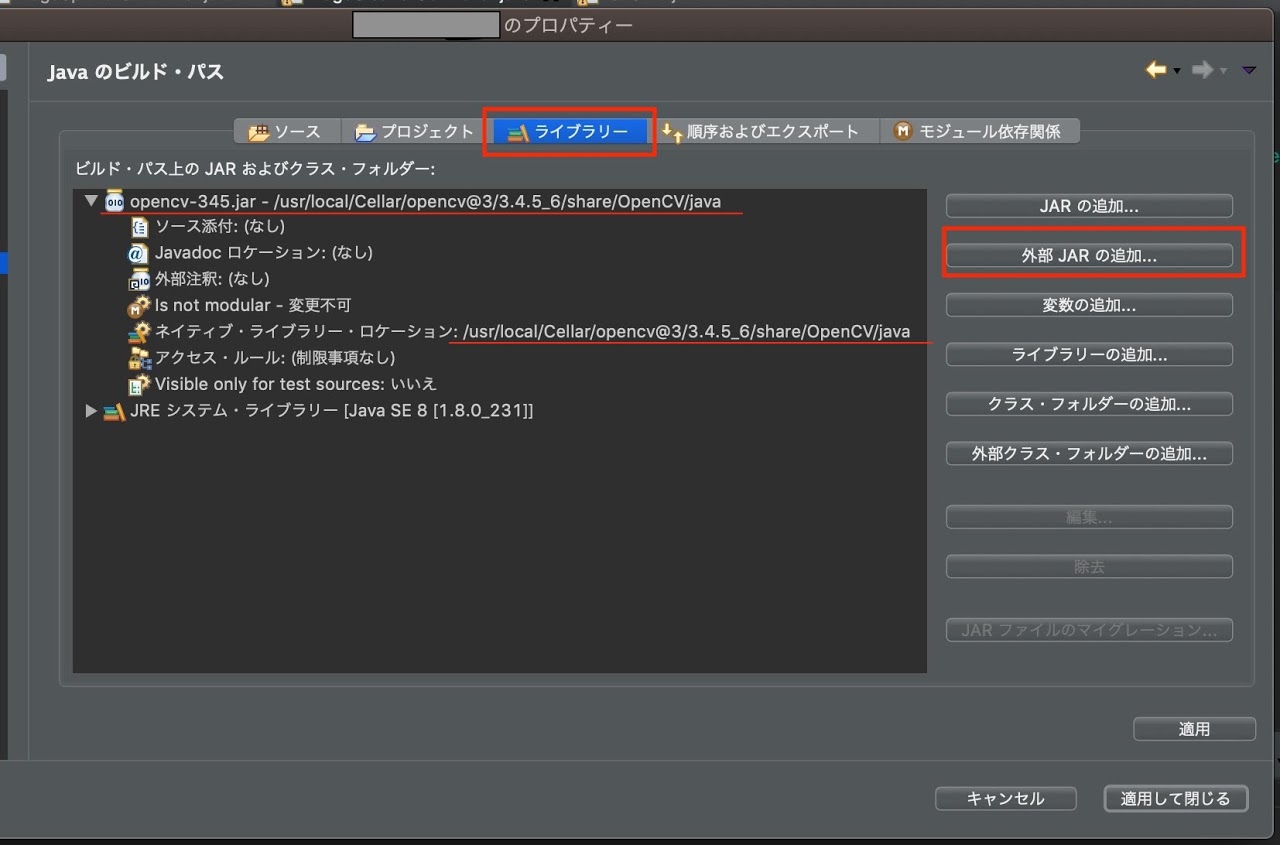 のプロパティー
Java のビルド・パス
ソース
プロジェクト
ライブラリー
順序およびエクスポート
モジュール依存関係
ビルド・パス上の JAR およびクラス・フォルダー:
opencv-345.jar - /usr/local/Cellar/opencv@3/3.4.5_6/share/OpenCV/java
ソース添付: (なし)
Javadoc ロケーション: (なし)
外部注釈: (なし)
Is not modular - 変更不可
ネイティブ・ライブラリー・ロケーション: /usr/local/Cellar/opencv@3/3.4.5_6/share/OpenCV/java
アクセス・ルール: (制限事項なし)
Visible only for test sources: いいえ
JRE システム・ライブラリー [Java SE 8 [1.8.0_231]]
JAR の追加...
外部 JAR の追加...
変数の追加...
ライブラリーの追加...
クラス・フォルダーの追加...
外部クラス・フォルダーの追加...
編集...
除去
JAR ファイルのマイグレーション...
適用
キャンセル
適用して閉じる